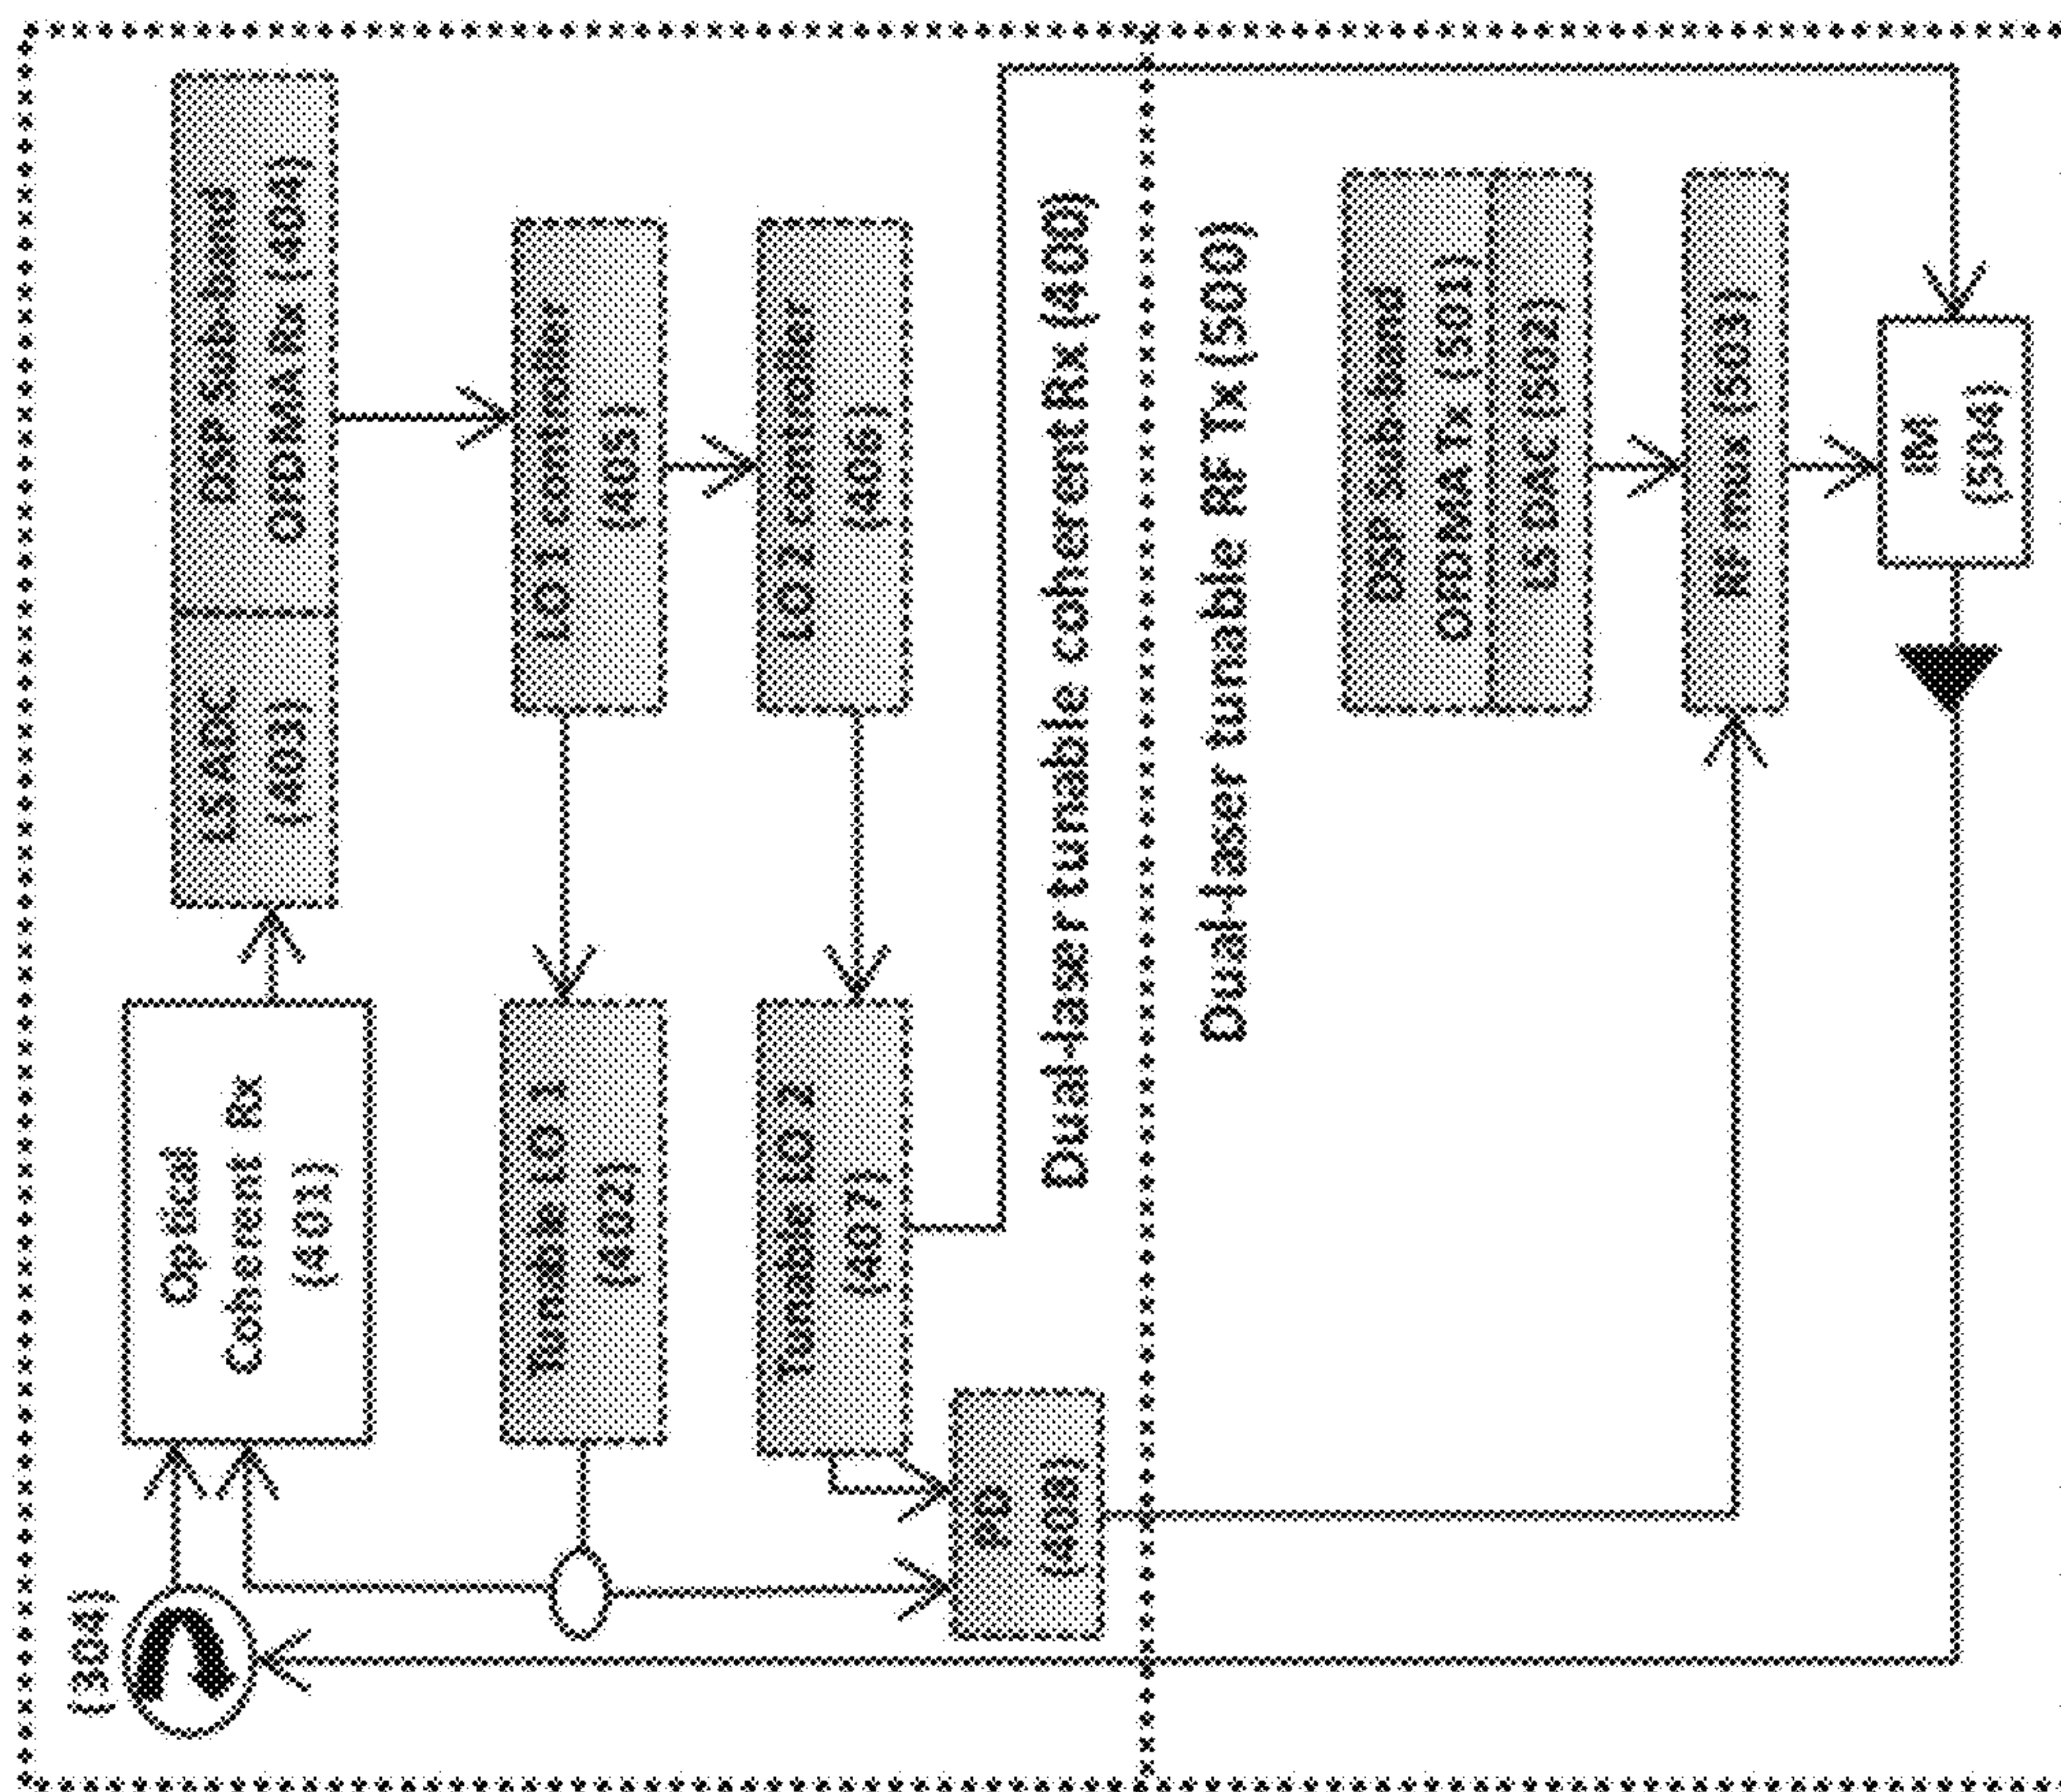 (304)
Optical
Coherent Rx
(401)
LS ADC
(403)
DSP Sub-band
OFDMA Rx (404)
Tunable LO 1
(402)
LO 1 controller
(405)
Tunable LO 2
(407)
LO 2 controller
(406)
PD
(408)
Dual-laser tunable coherent Rx (400)
Dual-laser tunable RF Tx (500)
DSP Sub-band
OFDMA Tx (501)
LS DAC (502)
RF mux (503)
IM
(504)